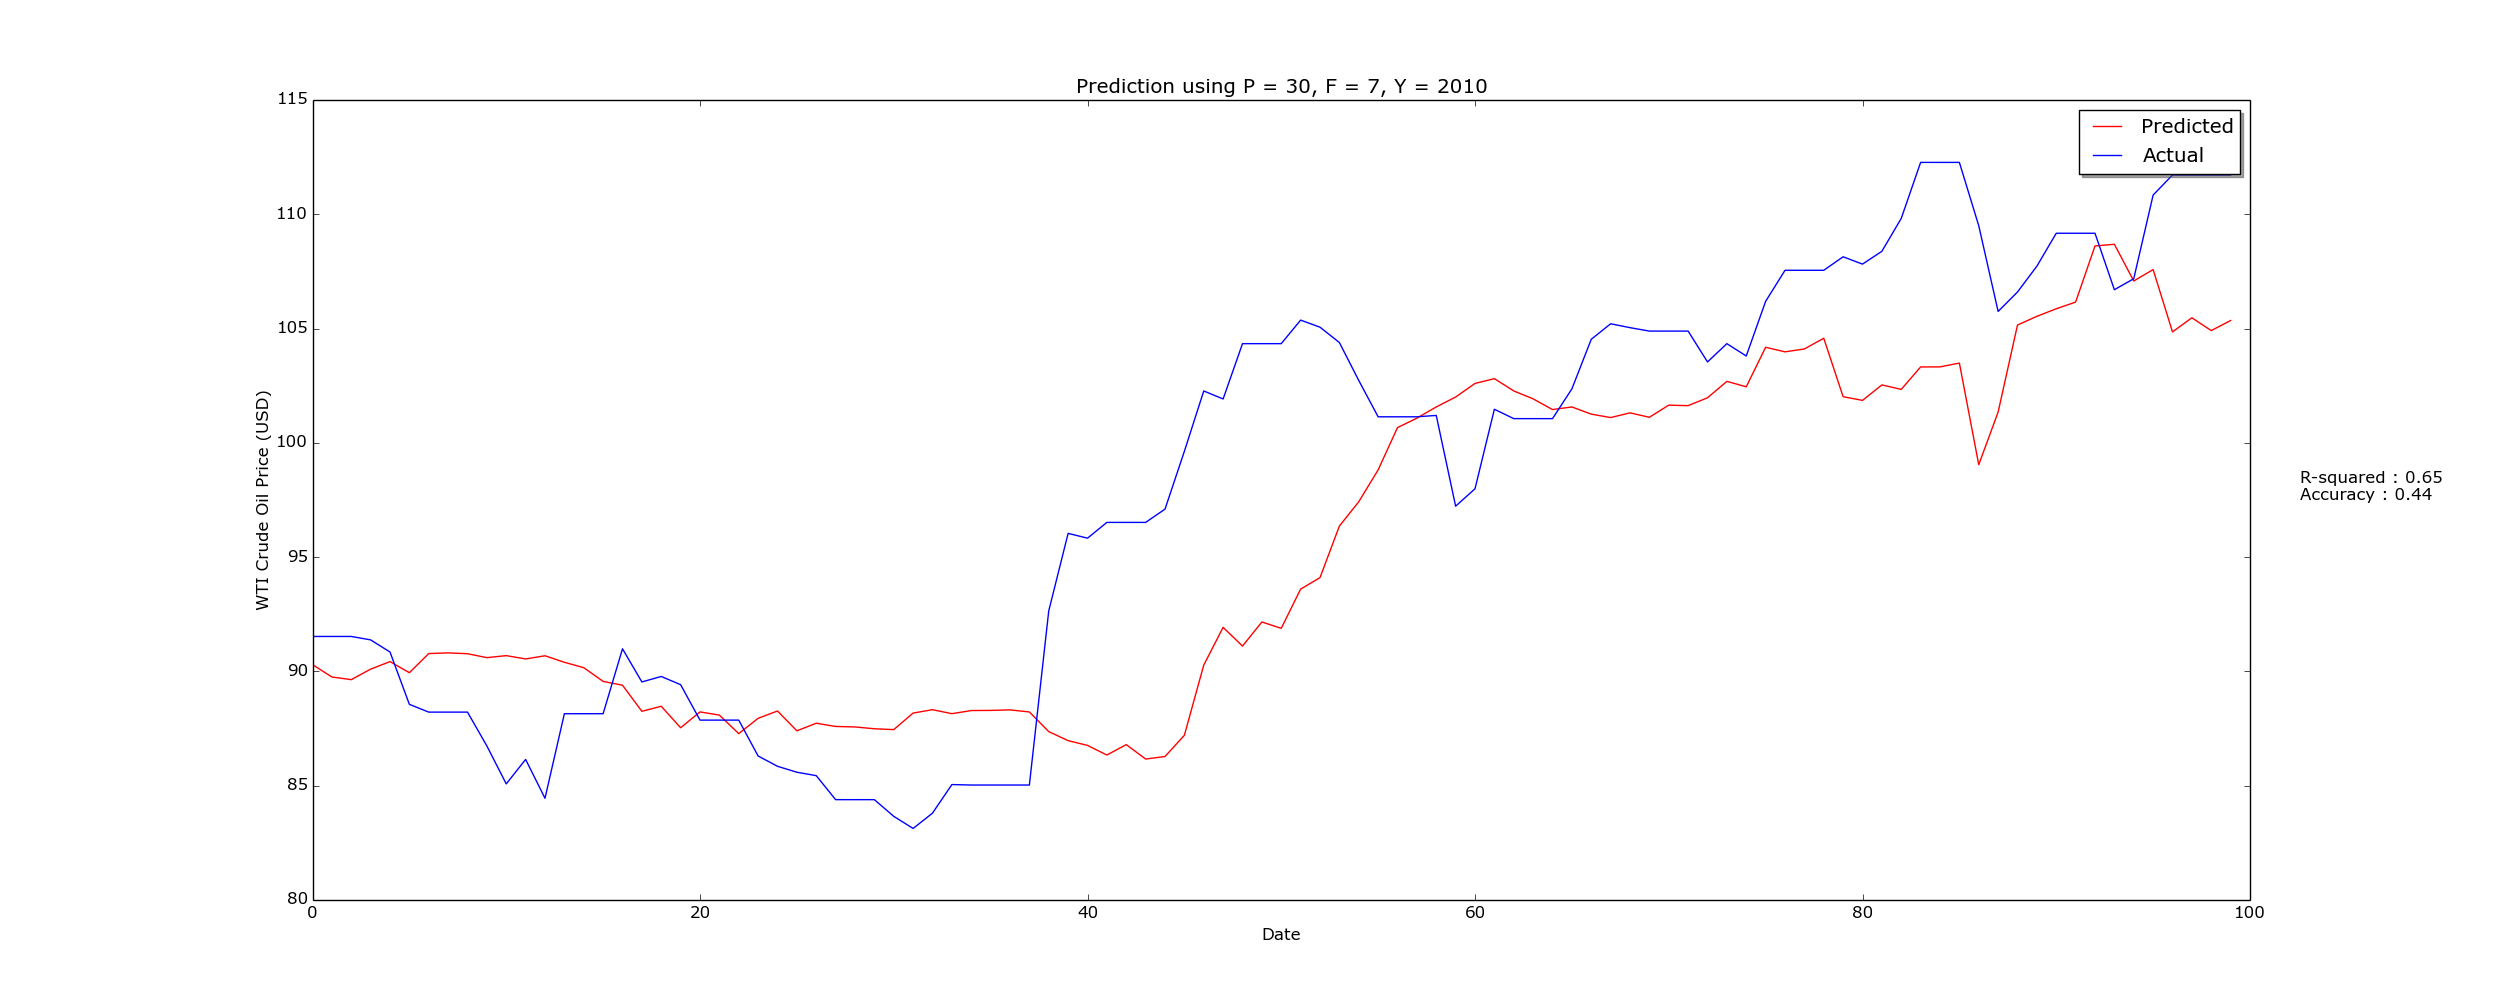 Prediction using P = 30, F = 7, Y = 2010
115
110
105
100
95
90
85
80
WTI Crude Oil Price (USD)
Predicted
Actual
R-squared : 0.65
Accuracy : 0.44
0 20 40 60 80 100
Date